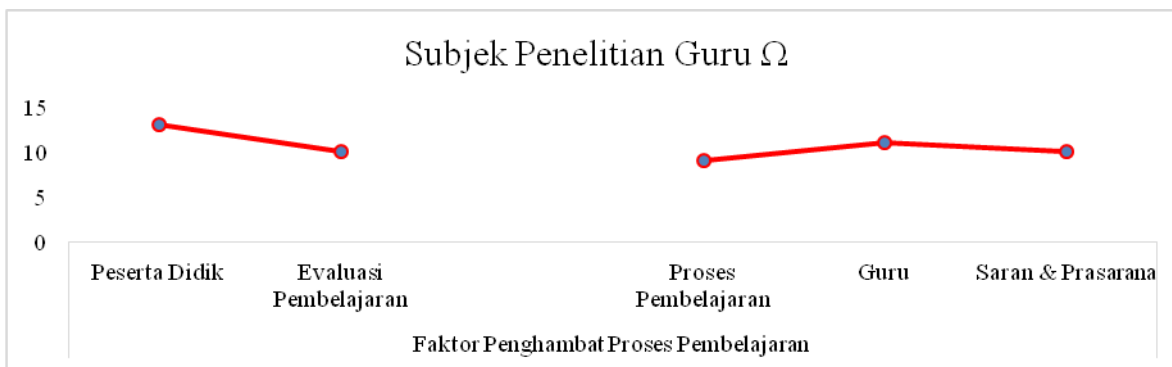 Subjek Penelitian Guru Ω
15
10
5
0
Peserta Didik
Evaluasi
Pembelajaran
Proses
Pembelajaran
Guru
Saran & Prasarana
Faktor Penghambat Proses Pembelajaran